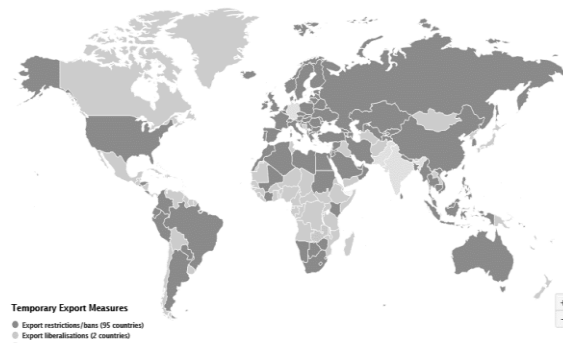 Temporary Export Measures
Export restrictions/bans (95 countries)
Export liberalisations (2 countries)
+
−